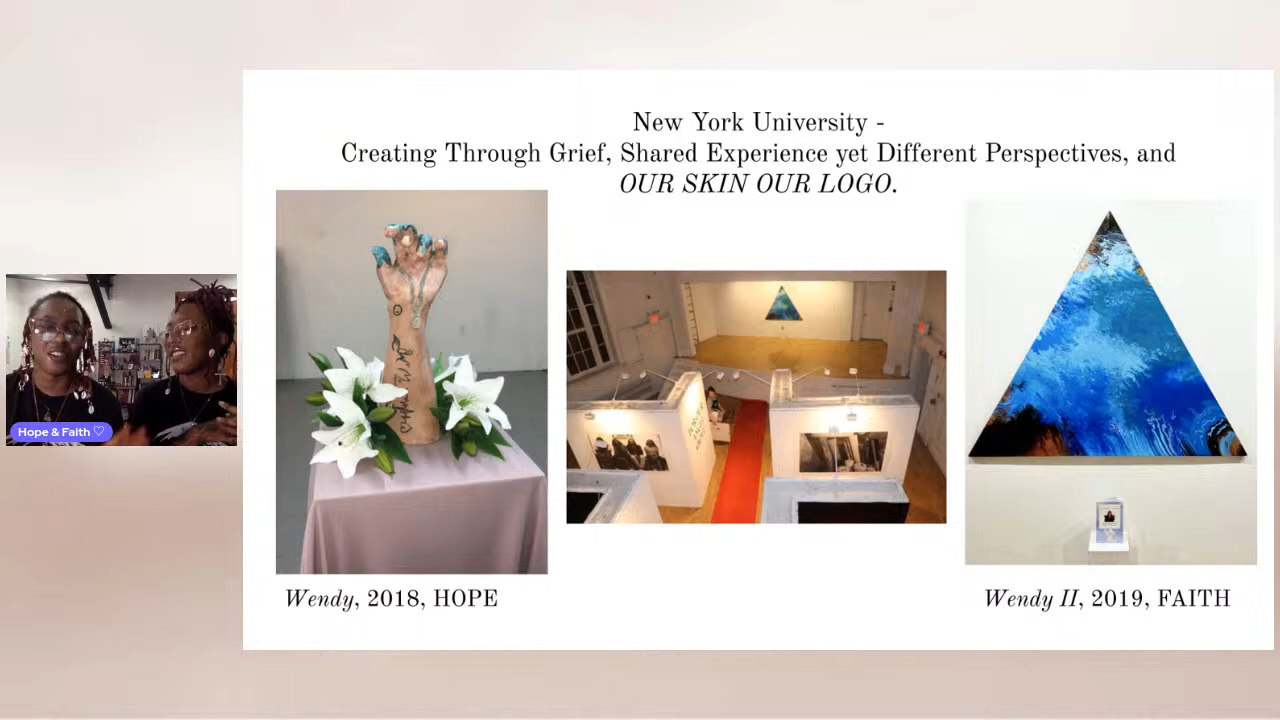 New York University -
Creating Through Grief, Shared Experience yet Different Perspectives, and
OUR SKIN OUR LOGO.
Hope & Faith ♡
Wendy, 2018, HOPE
Wendy II, 2019, FAITH